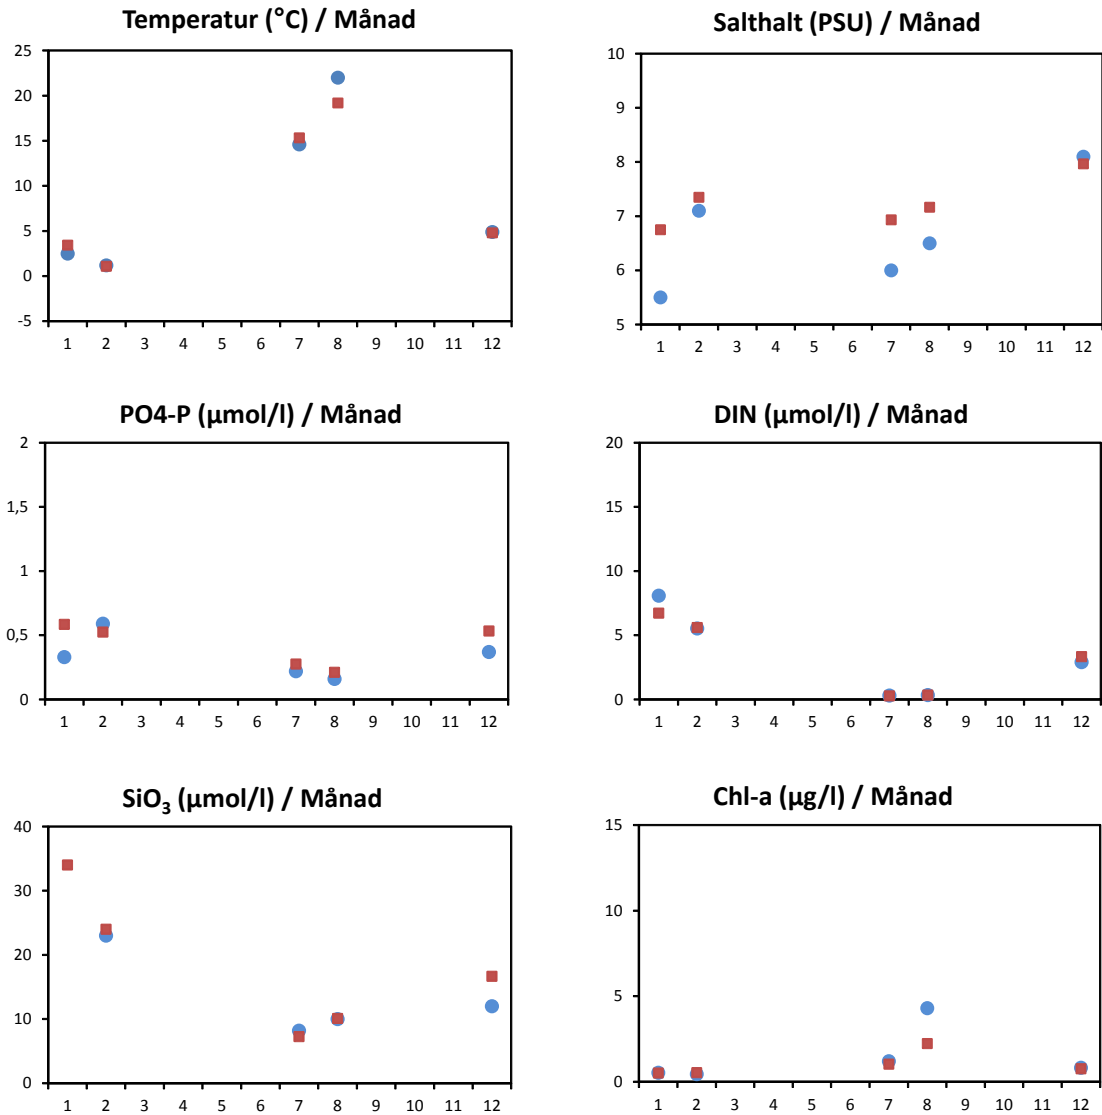 Temperatur (°C) / Månad
25
20
15
10
5
0
-5
1 2 3 4 5 6 7 8 9 10 11 12
Salthalt (PSU) / Månad
10
9
8
7
6
5
1 2 3 4 5 6 7 8 9 10 11 12
PO4-P (µmol/l) / Månad
2
1,5
1
0,5
0
1 2 3 4 5 6 7 8 9 10 11 12
DIN (µmol/l) / Månad
20
15
10
5
0
1 2 3 4 5 6 7 8 9 10 11 12
SiO₃ (µmol/l) / Månad
40
30
20
10
0
1 2 3 4 5 6 7 8 9 10 11 12
Chl-a (µg/l) / Månad
15
10
5
0
1 2 3 4 5 6 7 8 9 10 11 12